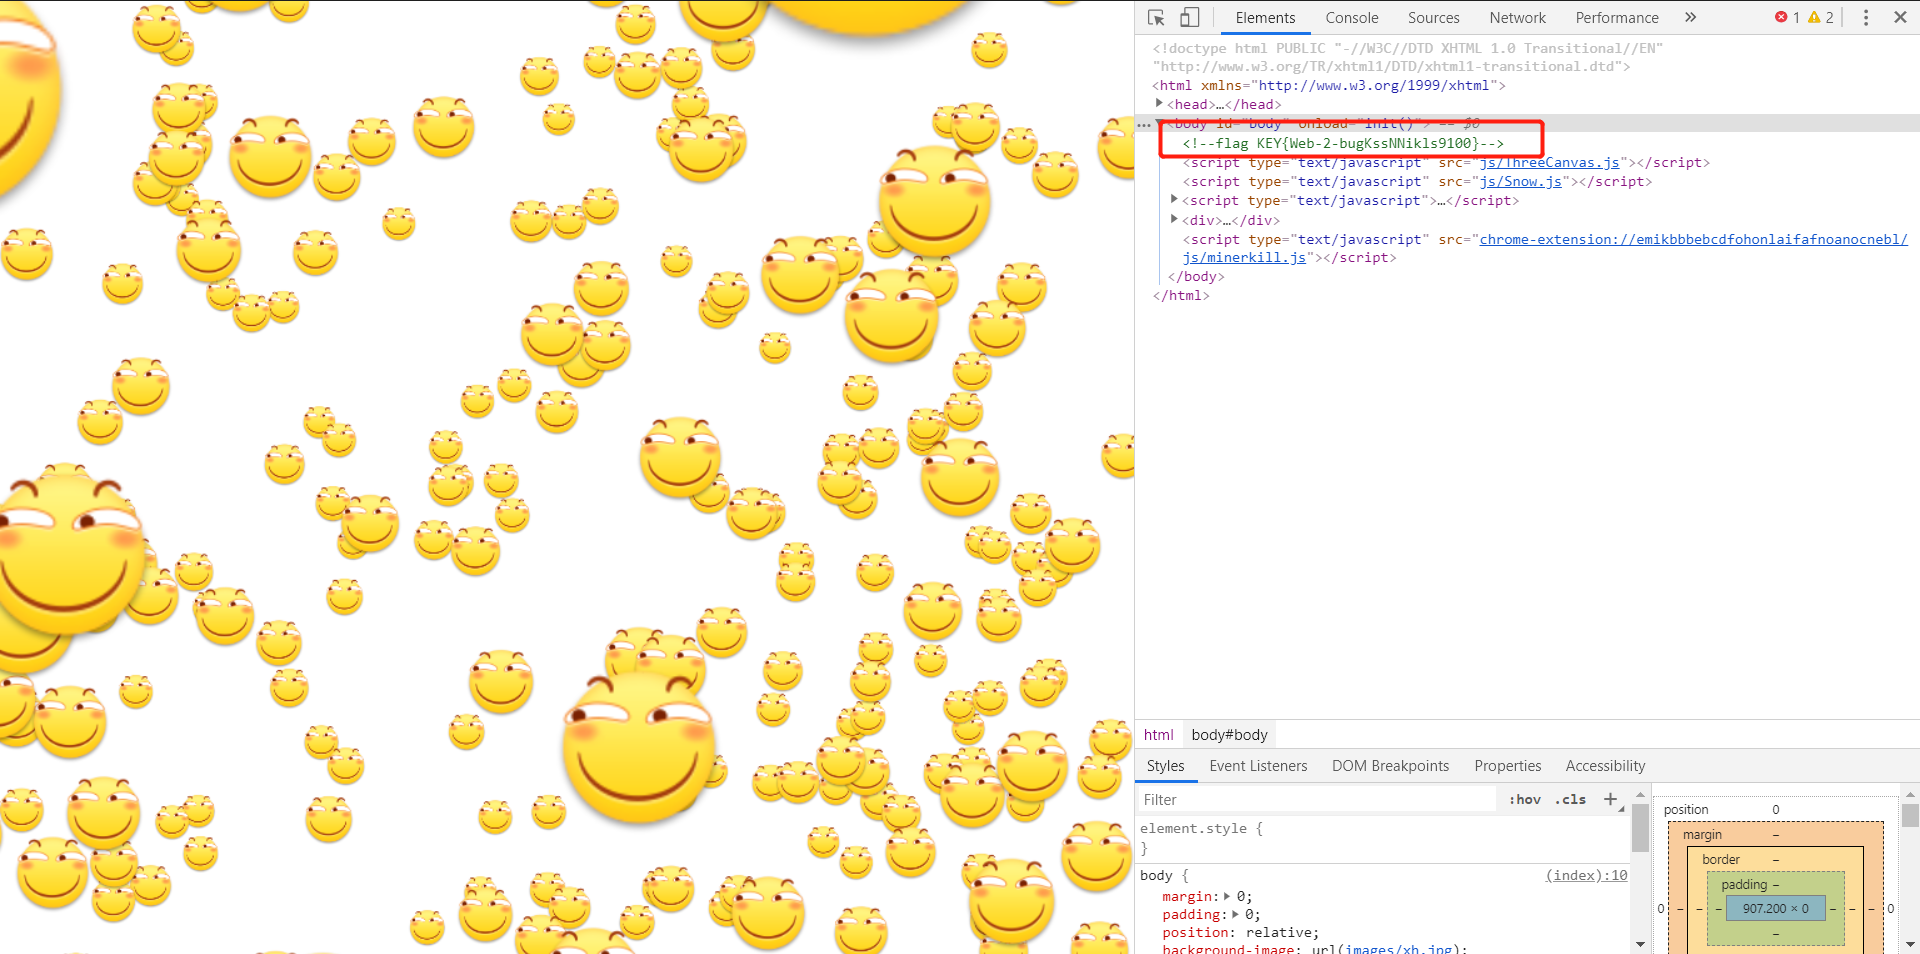 Elements Console Sources Network Performance » 1 2
<!doctype html PUBLIC "-//W3C//DTD XHTML 1.0 Transitional//EN"
"http://www.w3.org/TR/xhtml1/DTD/xhtml1-transitional.dtd">
<html xmlns="http://www.w3.org/1999/xhtml">
<head>…</head>
<body id="body" onload="init()"> == $0
<!--flag KEY{Web-2-bugKssNNikls9100}-->
<script type="text/javascript" src="js/ThreeCanvas.js"></script>
<script type="text/javascript" src="js/Snow.js"></script>
<script type="text/javascript">…</script>
<div>…</div>
<script type="text/javascript" src="chrome-extension://emikbbbebcdfohonlaifafnoanocnebl/
js/minerkill.js"></script>
</body>
</html>
html body#body
Styles Event Listeners DOM Breakpoints Properties Accessibility
Filter :hov .cls +
element.style {
}
body { (index):10
margin: 0;
padding: 0;
position: relative;
background-image: url(images/xh.jpg);
position 0
margin –
border –
padding –
0 – – – 907.200 × 0 – – – 0
–